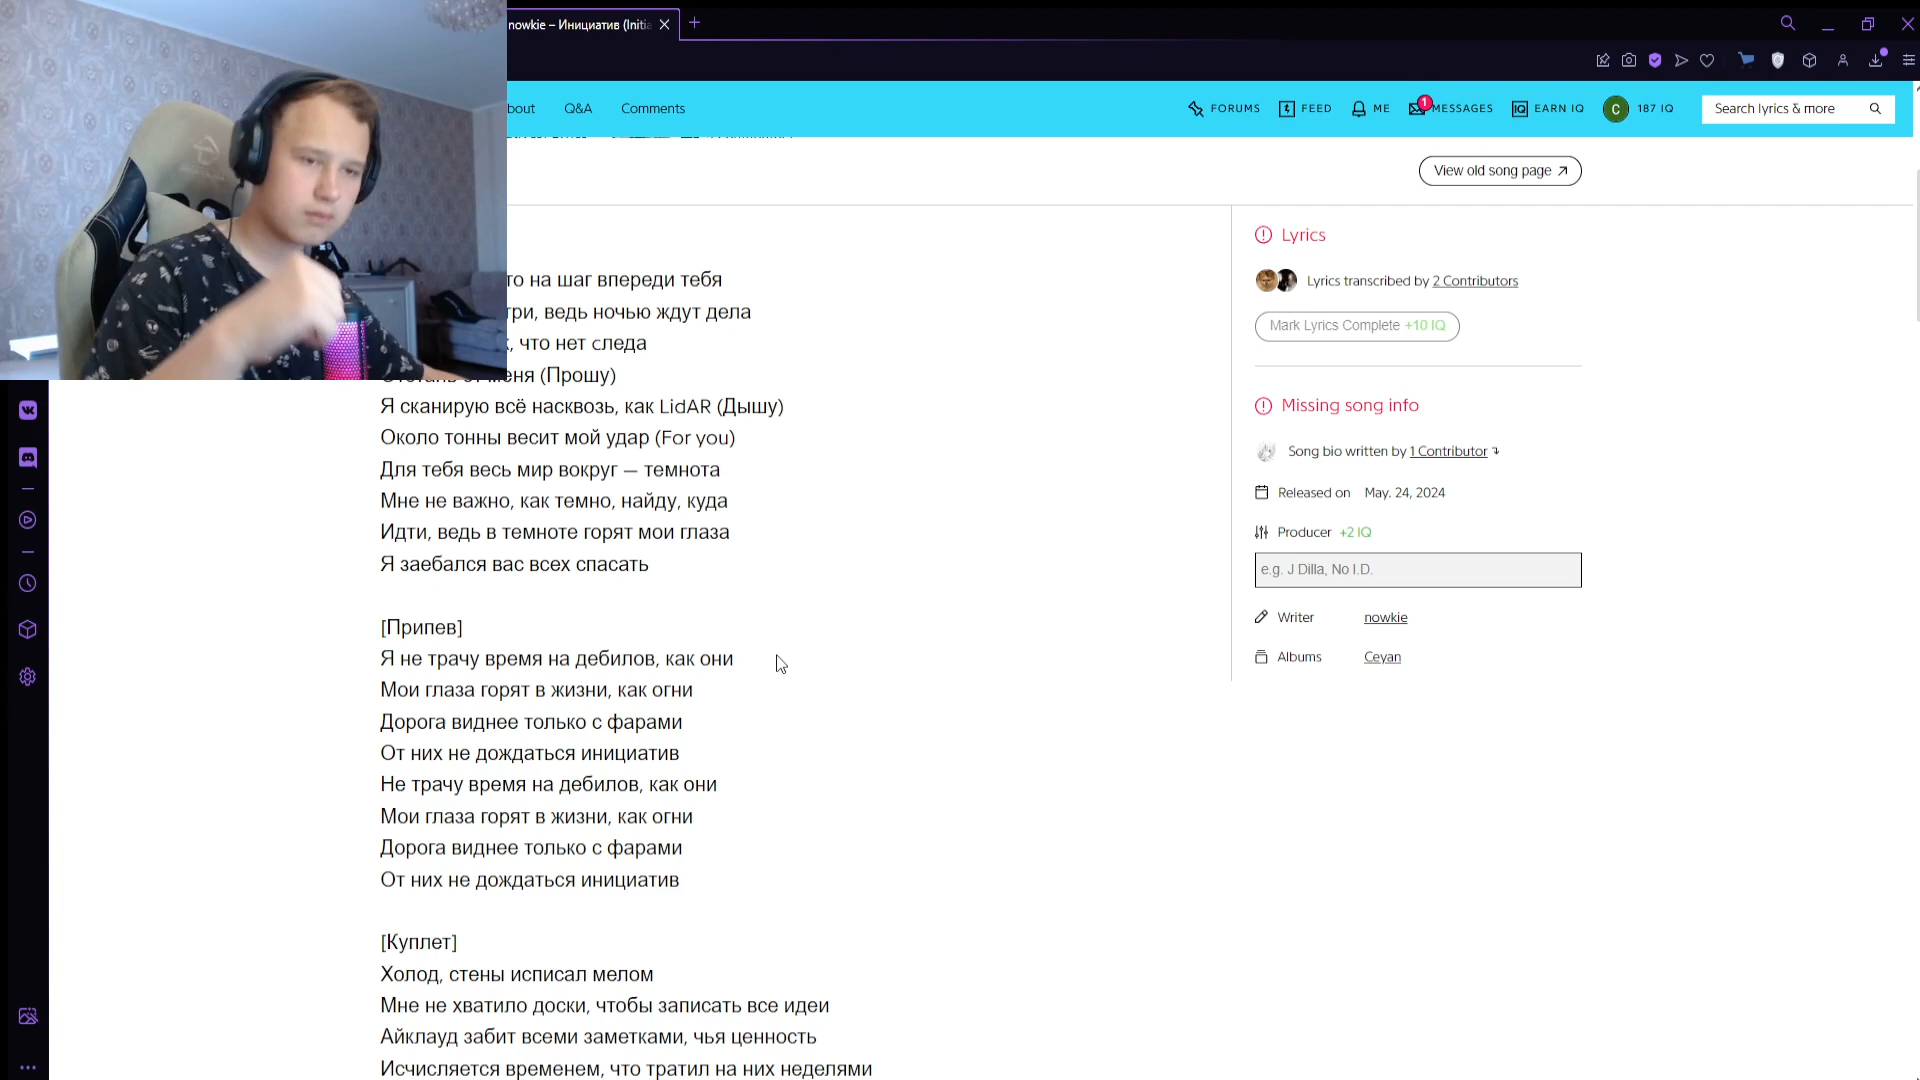 nowkie – Инициатив (Initia
bout Q&A Comments FORUMS FEED ME 1 MESSAGES EARN IQ C 187 IQ Search lyrics & more
View old song page
на шаг впереди тебя
ведь ночью ждут дела
что нет следа
(Прошу)
Я сканирую всё насквозь, как LidAR (Дышу)
Около тонны весит мой удар (For you)
Для тебя весь мир вокруг — темнота
Мне не важно, как темно, найду, куда
Идти, ведь в темноте горят мои глаза
Я заебался вас всех спасать
[Припев]
Я не трачу время на дебилов, как они
Мои глаза горят в жизни, как огни
Дорога виднее только с фарами
От них не дождаться инициатив
Не трачу время на дебилов, как они
Мои глаза горят в жизни, как огни
Дорога виднее только с фарами
От них не дождаться инициатив
[Куплет]
Холод, стены исписал мелом
Мне не хватило доски, чтобы записать все идеи
Айклауд забит всеми заметками, чья ценность
Исчисляется временем, что тратил на них неделями
Lyrics
Lyrics transcribed by 2 Contributors
Mark Lyrics Complete +10 IQ
Missing song info
Song bio written by 1 Contributor
Released on May. 24, 2024
Producer +2 IQ
e.g. J Dilla, No I.D.
Writer nowkie
Albums Ceyan